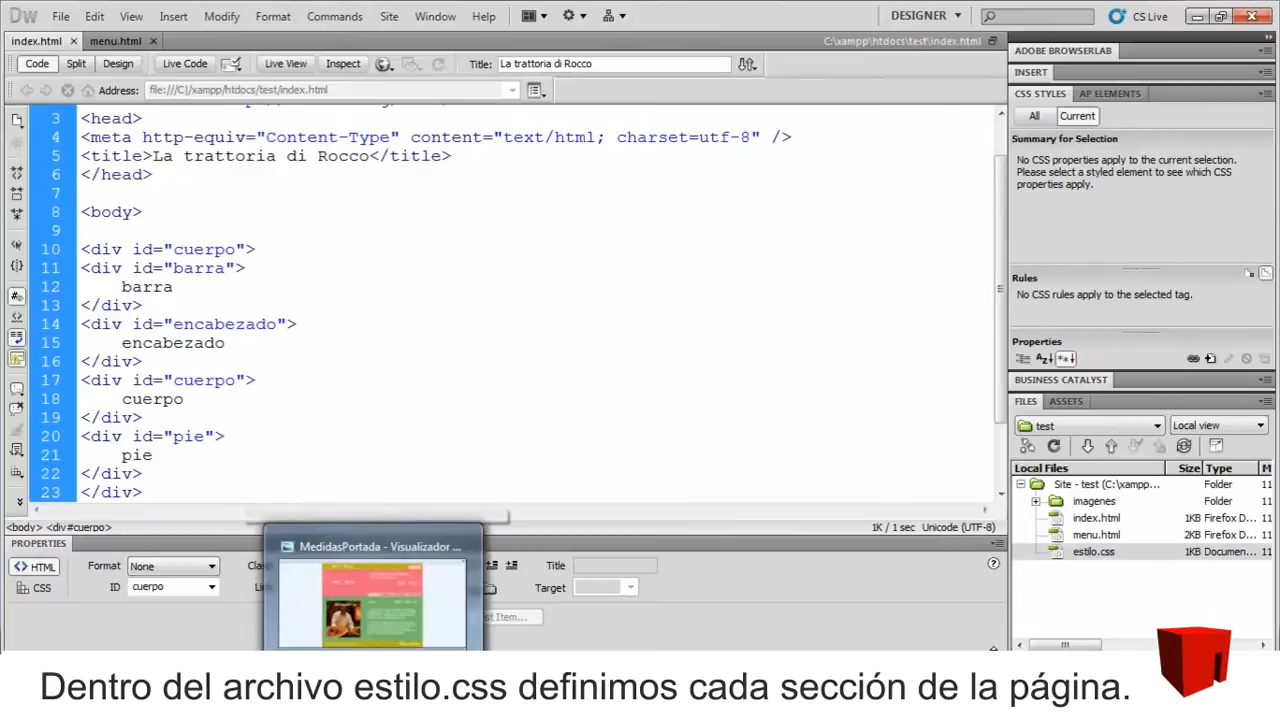 Dw File Edit View Insert Modify Format Commands Site Window Help DESIGNER CS Live
index.html menu.html C:\xampp\htdocs\test\index.html
Code Split Design Live Code Live View Inspect Title: La trattoria di Rocco
Address: file:///C|/xampp/htdocs/test/index.html
3 <head>
4 <meta http-equiv="Content-Type" content="text/html; charset=utf-8" />
5 <title>La trattoria di Rocco</title>
6 </head>
7
8 <body>
9
10 <div id="cuerpo">
11 <div id="barra">
12 barra
13 </div>
14 <div id="encabezado">
15 encabezado
16 </div>
17 <div id="cuerpo">
18 cuerpo
19 </div>
20 <div id="pie">
21 pie
22 </div>
23 </div>
<body> <div#cuerpo> 1K / 1 sec Unicode (UTF-8)
PROPERTIES
HTML Format None Clas Title
CSS ID cuerpo Li Target
st Item...
MedidasPortada - Visualizador ...
ADOBE BROWSERLAB
INSERT
CSS STYLES AP ELEMENTS
All Current
Summary for Selection
No CSS properties apply to the current selection.
Please select a styled element to see which CSS
properties apply.
Rules
No CSS rules apply to the selected tag.
Properties
BUSINESS CATALYST
FILES ASSETS
test Local view
Local Files Size Type M
Site - test (C:\xampp... Folder 11
imagenes Folder 11
index.html 1KB Firefox D... 11
menu.html 2KB Firefox D... 11
estilo.css 1KB Documen... 11
Dentro del archivo estilo.css definimos cada sección de la página.